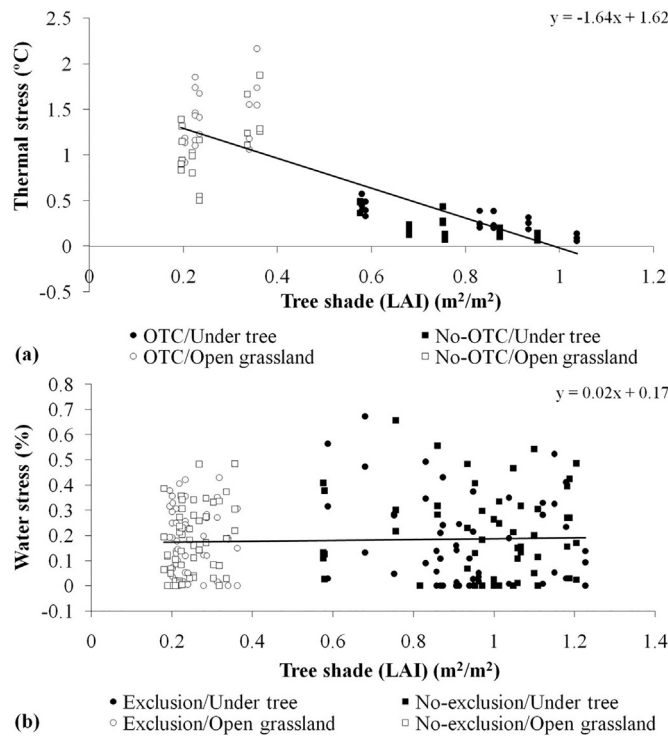 y = -1.64x + 1.62
2.5
2
1.5
1
0.5
0
-0.5
Thermal stress (ºC)
0 0.2 0.4 0.6 0.8 1 1.2
Tree shade (LAI) (m²/m²)
● OTC/Under tree ■ No-OTC/Under tree
○ OTC/Open grassland □ No-OTC/Open grassland
(a)
y = 0.02x + 0.17
0.8
0.7
0.6
0.5
0.4
0.3
0.2
0.1
0
-0.1
Water stress (%)
0 0.2 0.4 0.6 0.8 1 1.2 1.4
Tree shade (LAI) (m²/m²)
● Exclusion/Under tree ■ No-exclusion/Under tree
○ Exclusion/Open grassland □ No-exclusion/Open grassland
(b)